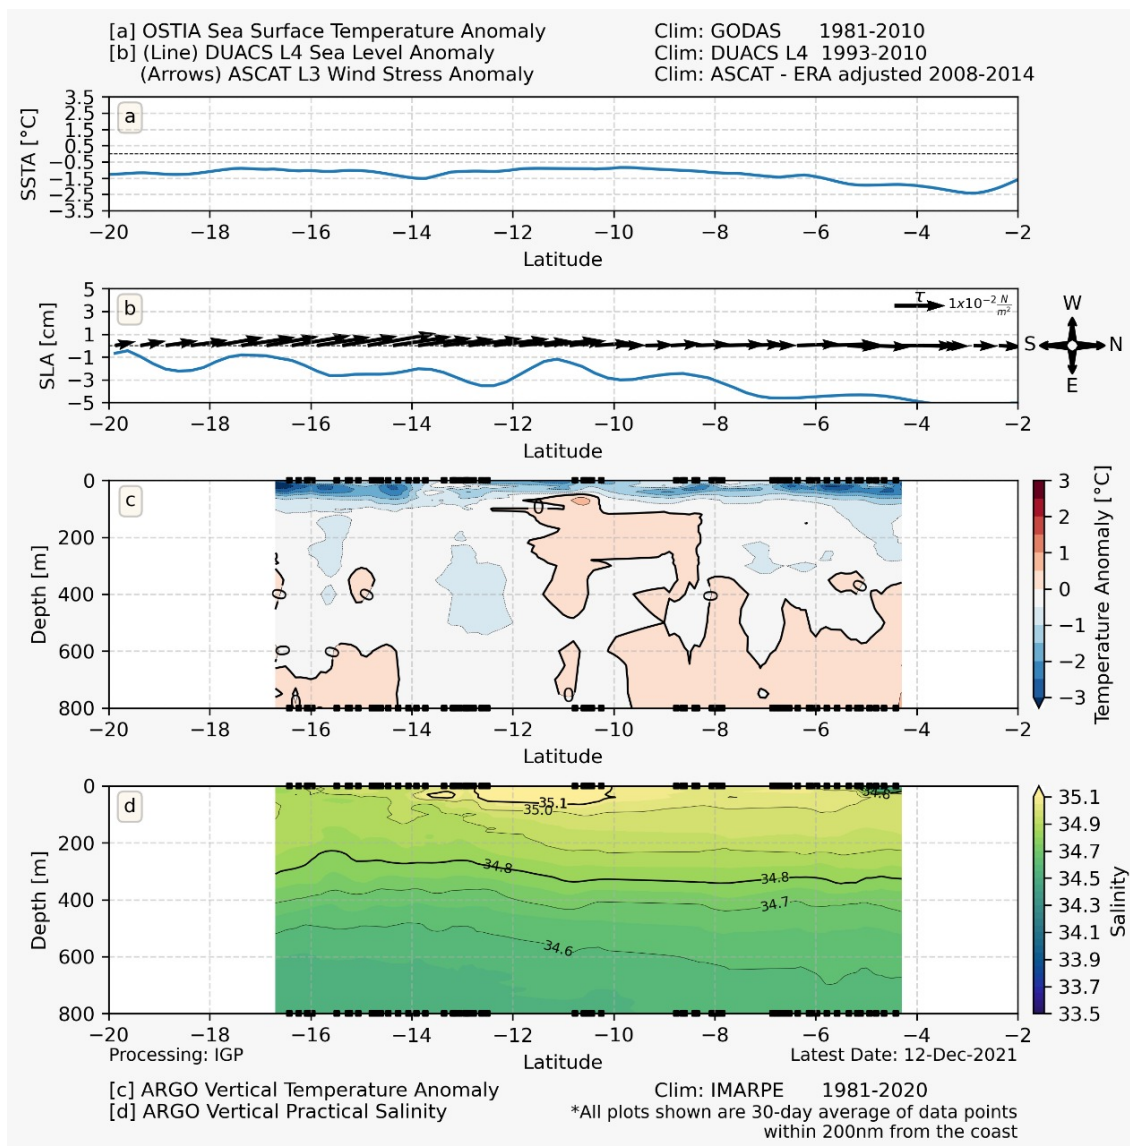 [a] OSTIA Sea Surface Temperature Anomaly Clim: GODAS 1981-2010
[b] (Line) DUACS L4 Sea Level Anomaly Clim: DUACS L4 1993-2010
(Arrows) ASCAT L3 Wind Stress Anomaly Clim: ASCAT - ERA adjusted 2008-2014
a
SSTA [°C]
3.5
2.5
1.5
0.5
−0.5
−1.5
−2.5
−3.5
−20 −18 −16 −14 −12 −10 −8 −6 −4 −2
Latitude
b
SLA [cm]
5
3
1
−1
−3
−5
τ
1x10⁻² N/m²
W
S N
E
−20 −18 −16 −14 −12 −10 −8 −6 −4 −2
Latitude
c
Depth [m]
0
200
400
600
800
0 0 0 0 0 0 0 0 0
−20 −18 −16 −14 −12 −10 −8 −6 −4 −2
Latitude
3
2
1
0
−1
−2
−3
Temperature Anomaly [°C]
d
Depth [m]
0
200
400
600
800
35.1
35.0
34.8
34.8
34.8
34.7
34.6
−20 −18 −16 −14 −12 −10 −8 −6 −4 −2
Latitude
35.1
34.9
34.7
34.5
34.3
34.1
33.9
33.7
33.5
Salinity
Processing: IGP
Latest Date: 12-Dec-2021
[c] ARGO Vertical Temperature Anomaly Clim: IMARPE 1981-2020
[d] ARGO Vertical Practical Salinity *All plots shown are 30-day average of data points
within 200nm from the coast